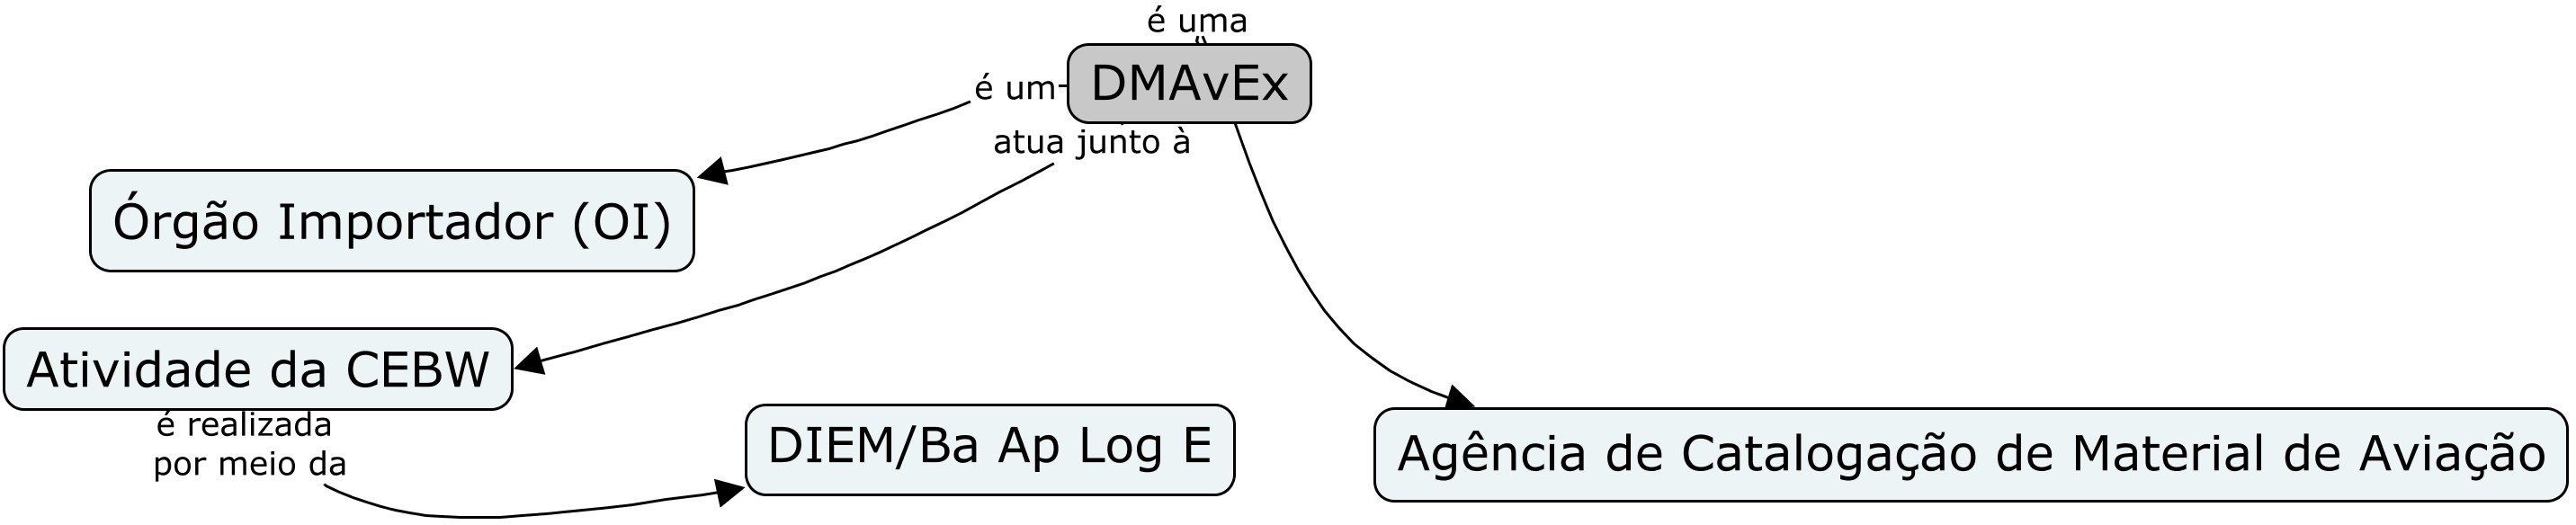 é uma
DMAvEx
é um
atua junto à
Órgão Importador (OI)
Atividade da CEBW
é realizada
por meio da
DIEM/Ba Ap Log E
Agência de Catalogação de Material de Aviação